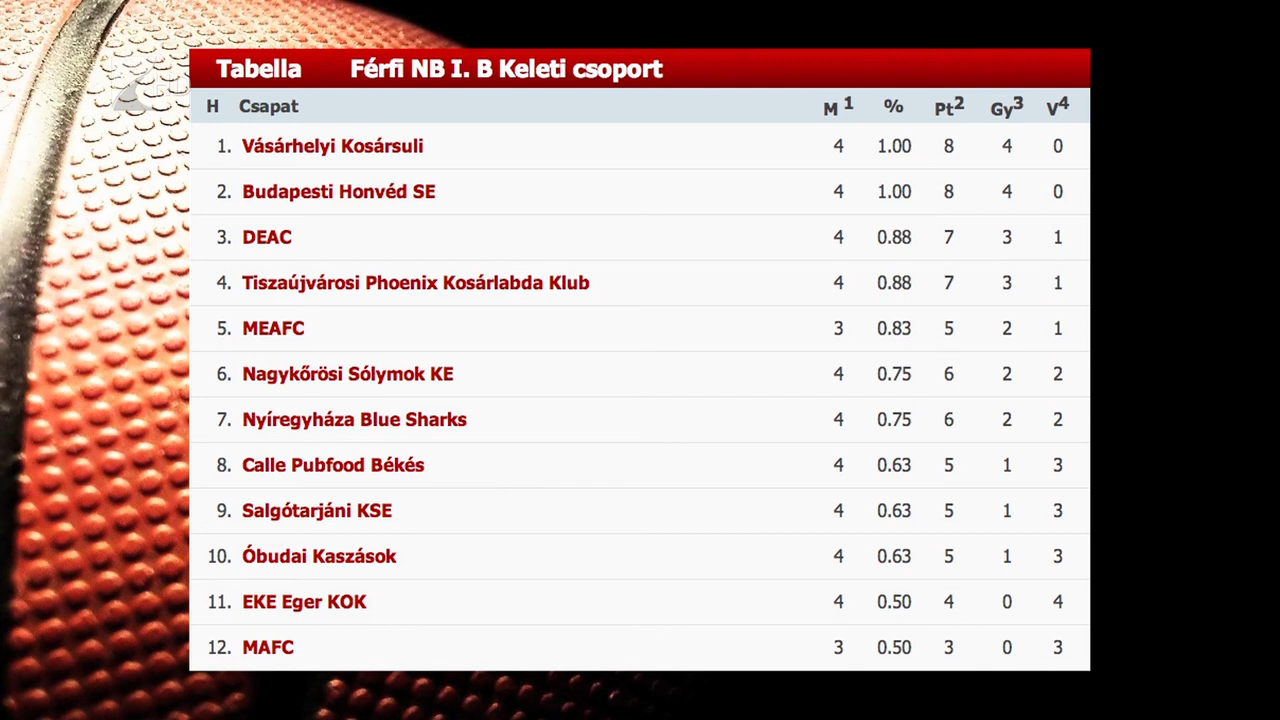 Tabella Férfi NB I. B Keleti csoport
H Csapat M 1 % Pt2 Gy3 V4
1. Vásárhelyi Kosársuli 4 1.00 8 4 0
2. Budapesti Honvéd SE 4 1.00 8 4 0
3. DEAC 4 0.88 7 3 1
4. Tiszaújvárosi Phoenix Kosárlabda Klub 4 0.88 7 3 1
5. MEAFC 3 0.83 5 2 1
6. Nagykőrösi Sólymok KE 4 0.75 6 2 2
7. Nyíregyháza Blue Sharks 4 0.75 6 2 2
8. Calle Pubfood Békés 4 0.63 5 1 3
9. Salgótarjáni KSE 4 0.63 5 1 3
10. Óbudai Kaszások 4 0.63 5 1 3
11. EKE Eger KOK 4 0.50 4 0 4
12. MAFC 3 0.50 3 0 3